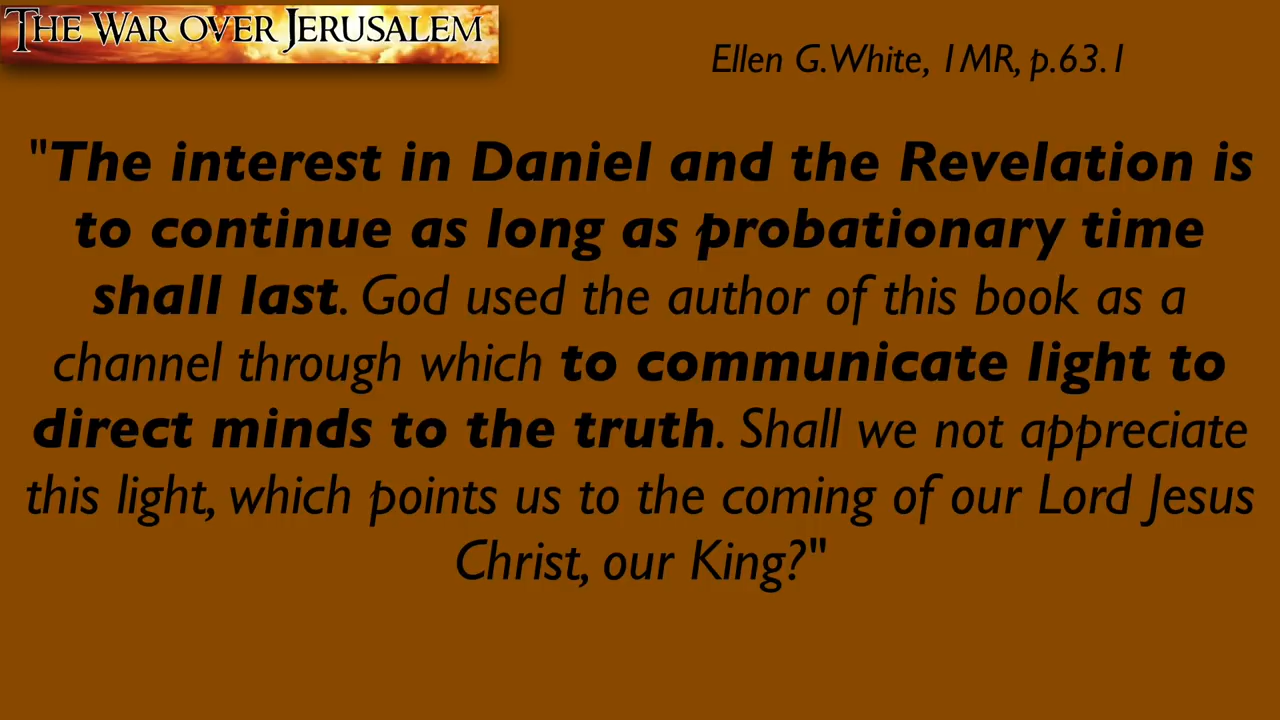 THE WAR OVER JERUSALEM
Ellen G. White, 1MR, p.63.1
"The interest in Daniel and the Revelation is
to continue as long as probationary time
shall last. God used the author of this book as a
channel through which to communicate light to
direct minds to the truth. Shall we not appreciate
this light, which points us to the coming of our Lord Jesus
Christ, our King?"